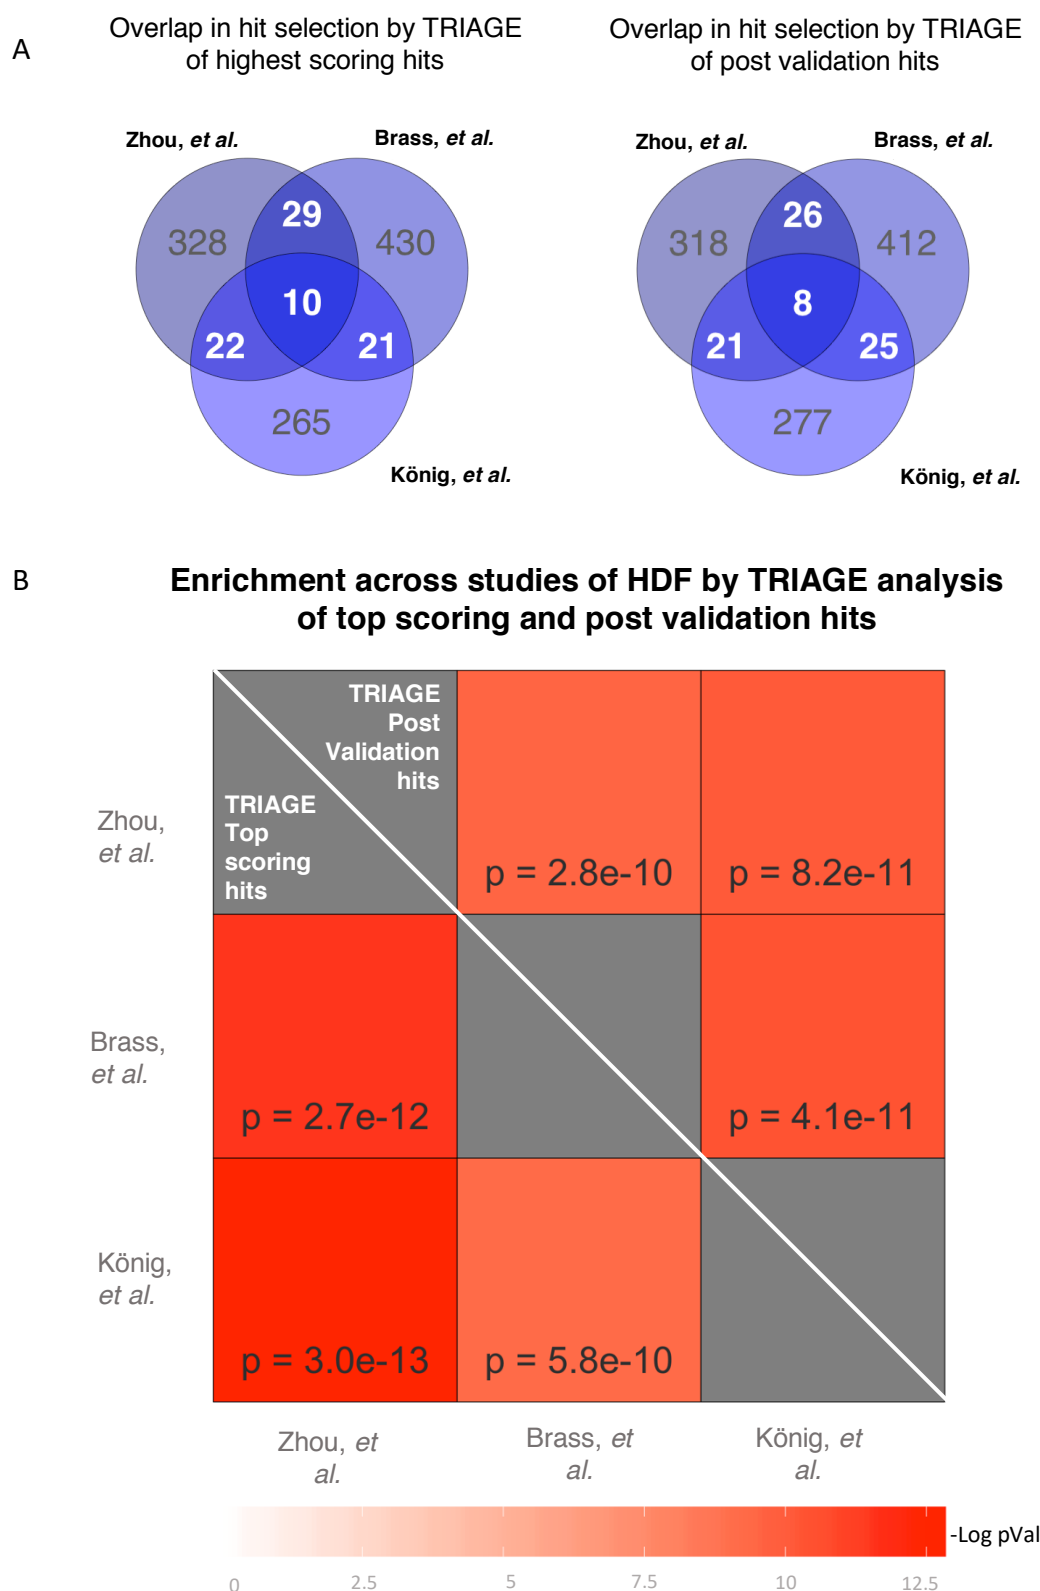 A
Overlap in hit selection by TRIAGE
of highest scoring hits
Overlap in hit selection by TRIAGE
of post validation hits
Zhou, et al.
Brass, et al.
328
29
430
10
22
21
265
König, et al.
Zhou, et al.
Brass, et al.
318
26
412
8
21
25
277
König, et al.
B
Enrichment across studies of HDF by TRIAGE analysis
of top scoring and post validation hits
TRIAGE
Post
Validation
hits
TRIAGE
Top
scoring
hits
Zhou,
et al.
p = 2.8e-10
p = 8.2e-11
Brass,
et al.
p = 2.7e-12
p = 4.1e-11
König,
et al.
p = 3.0e-13
p = 5.8e-10
Zhou, et
al.
Brass, et
al.
König, et
al.
-Log pVal
0
2.5
5
7.5
10
12.5